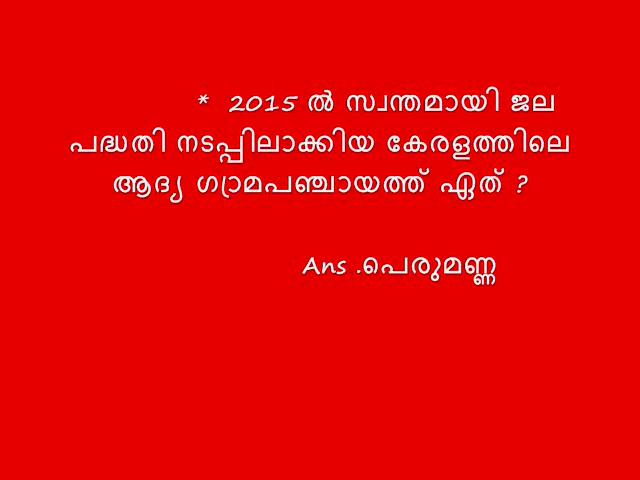 * 2015 ൽ സ്വന്തമായി ജല
പദ്ധതി നടപ്പിലാക്കിയ കേരളത്തിലെ
ആദ്യ ഗ്രാമപഞ്ചായത്ത് ഏത് ?
Ans .പെരുമണ്ണ